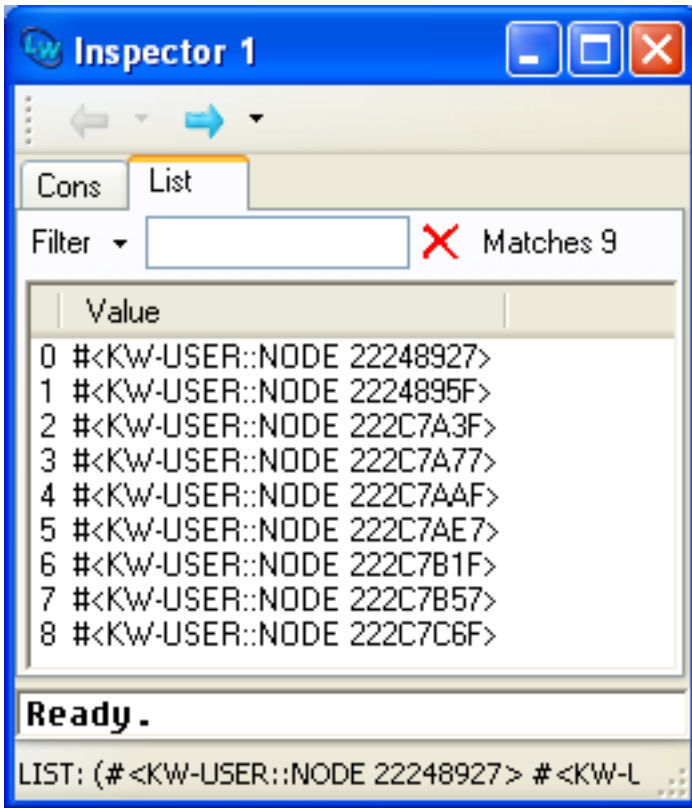 LW Inspector 1
Cons List
Filter Matches 9
Value
0 #<KW-USER::NODE 22248927>
1 #<KW-USER::NODE 2224895F>
2 #<KW-USER::NODE 222C7A3F>
3 #<KW-USER::NODE 222C7A77>
4 #<KW-USER::NODE 222C7AAF>
5 #<KW-USER::NODE 222C7AE7>
6 #<KW-USER::NODE 222C7B1F>
7 #<KW-USER::NODE 222C7B57>
8 #<KW-USER::NODE 222C7C6F>
Ready.
LIST: (#<KW-USER::NODE 22248927> #<KW-U